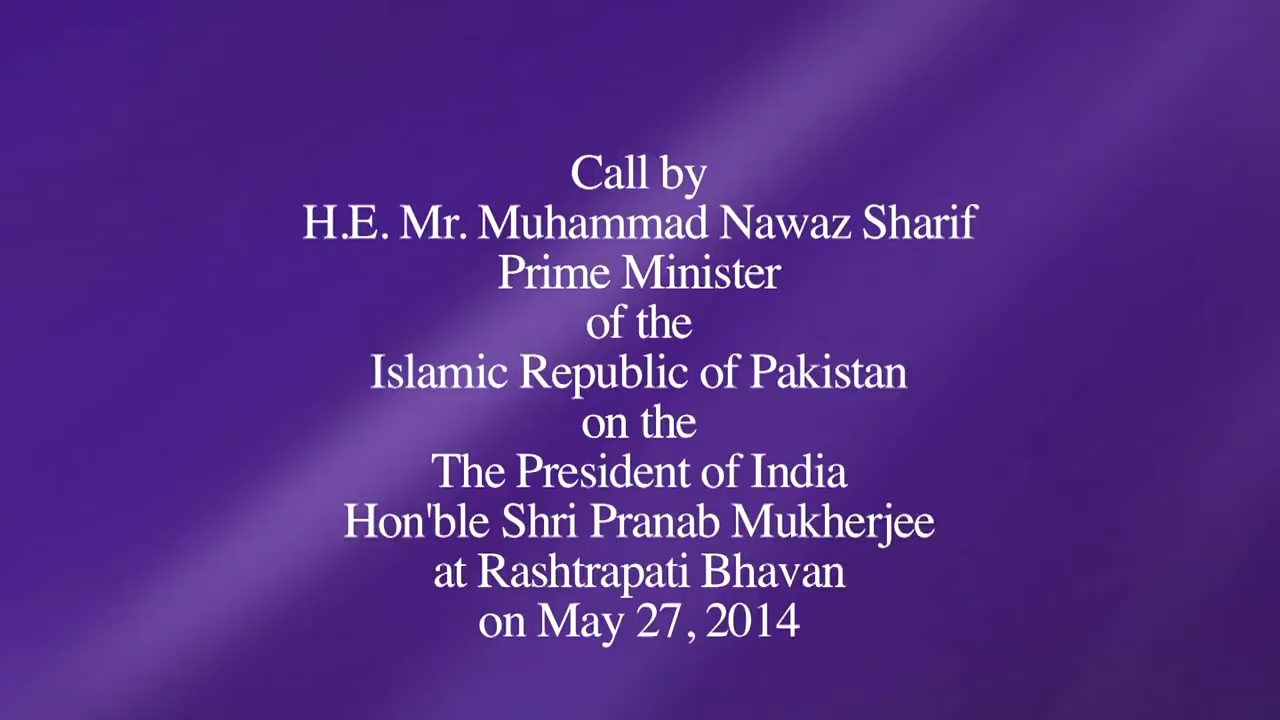 Call by
H.E. Mr. Muhammad Nawaz Sharif
Prime Minister
of the
Islamic Republic of Pakistan
on the
The President of India
Hon'ble Shri Pranab Mukherjee
at Rashtrapati Bhavan
on May 27, 2014